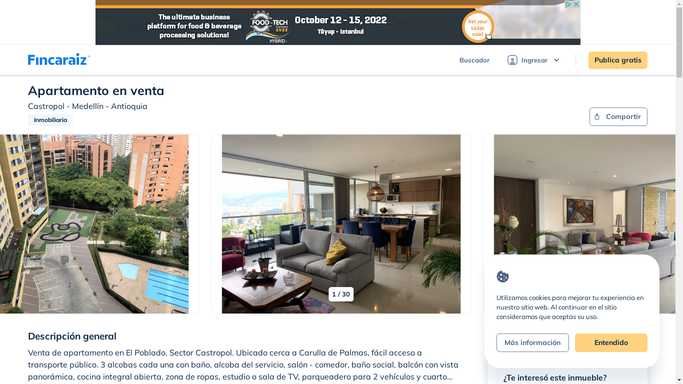 The ultimate business
platform for food & beverage
processing solutions!
FOOD-TECH
HYBRID
October 12 - 15, 2022
Tüyap - Istanbul
Fincaraiz
Buscador
Ingresar
Publica gratis
Apartamento en venta
Castropol - Medellín - Antioquia
Inmobiliaria
Compartir
1 / 30
Utilizamos cookies para mejorar tu experiencia en
nuestro sitio web. Al continuar en el sitio
consideramos que aceptas su uso.
Más información
Entendido
Descripción general
Venta de apartamento en El Poblado. Sector Castropol. Ubicada cerca a Carulla de Palmas, fácil acceso a
transporte público. 3 alcobas cada una con baño, alcoba del servicio, salón - comedor, baño social, balcón con vista
panorámica, cocina integral abierta, zona de ropas, estudio o sala de TV, parqueadero para 2 vehículos y cuarto...
¿Te interesó este inmueble?